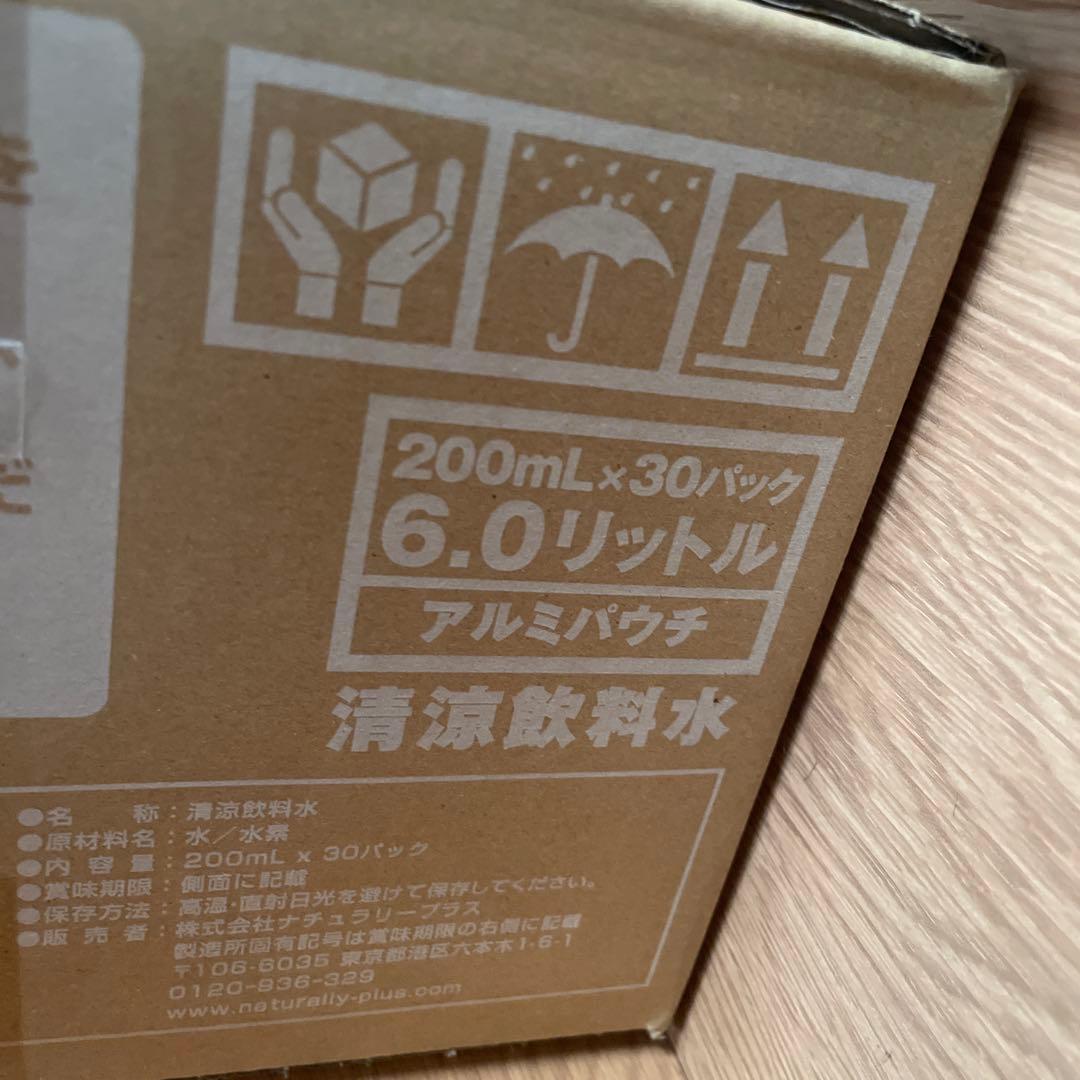 200mL×30パック
6.0リットル
アルミパウチ
清涼飲料水
●名 称：清涼飲料水
●原材料名：水／水素
●内容量：200mL x 30パック
●賞味期限：側面に記載
●保存方法：高温・直射日光を避けて保存してください。
●販売者：株式会社ナチュラリープラス
製造所固有記号は賞味期限の右側に記載
〒106-6035 東京都港区六本木1-6-1
0120-936-329
www.naturally-plus.com